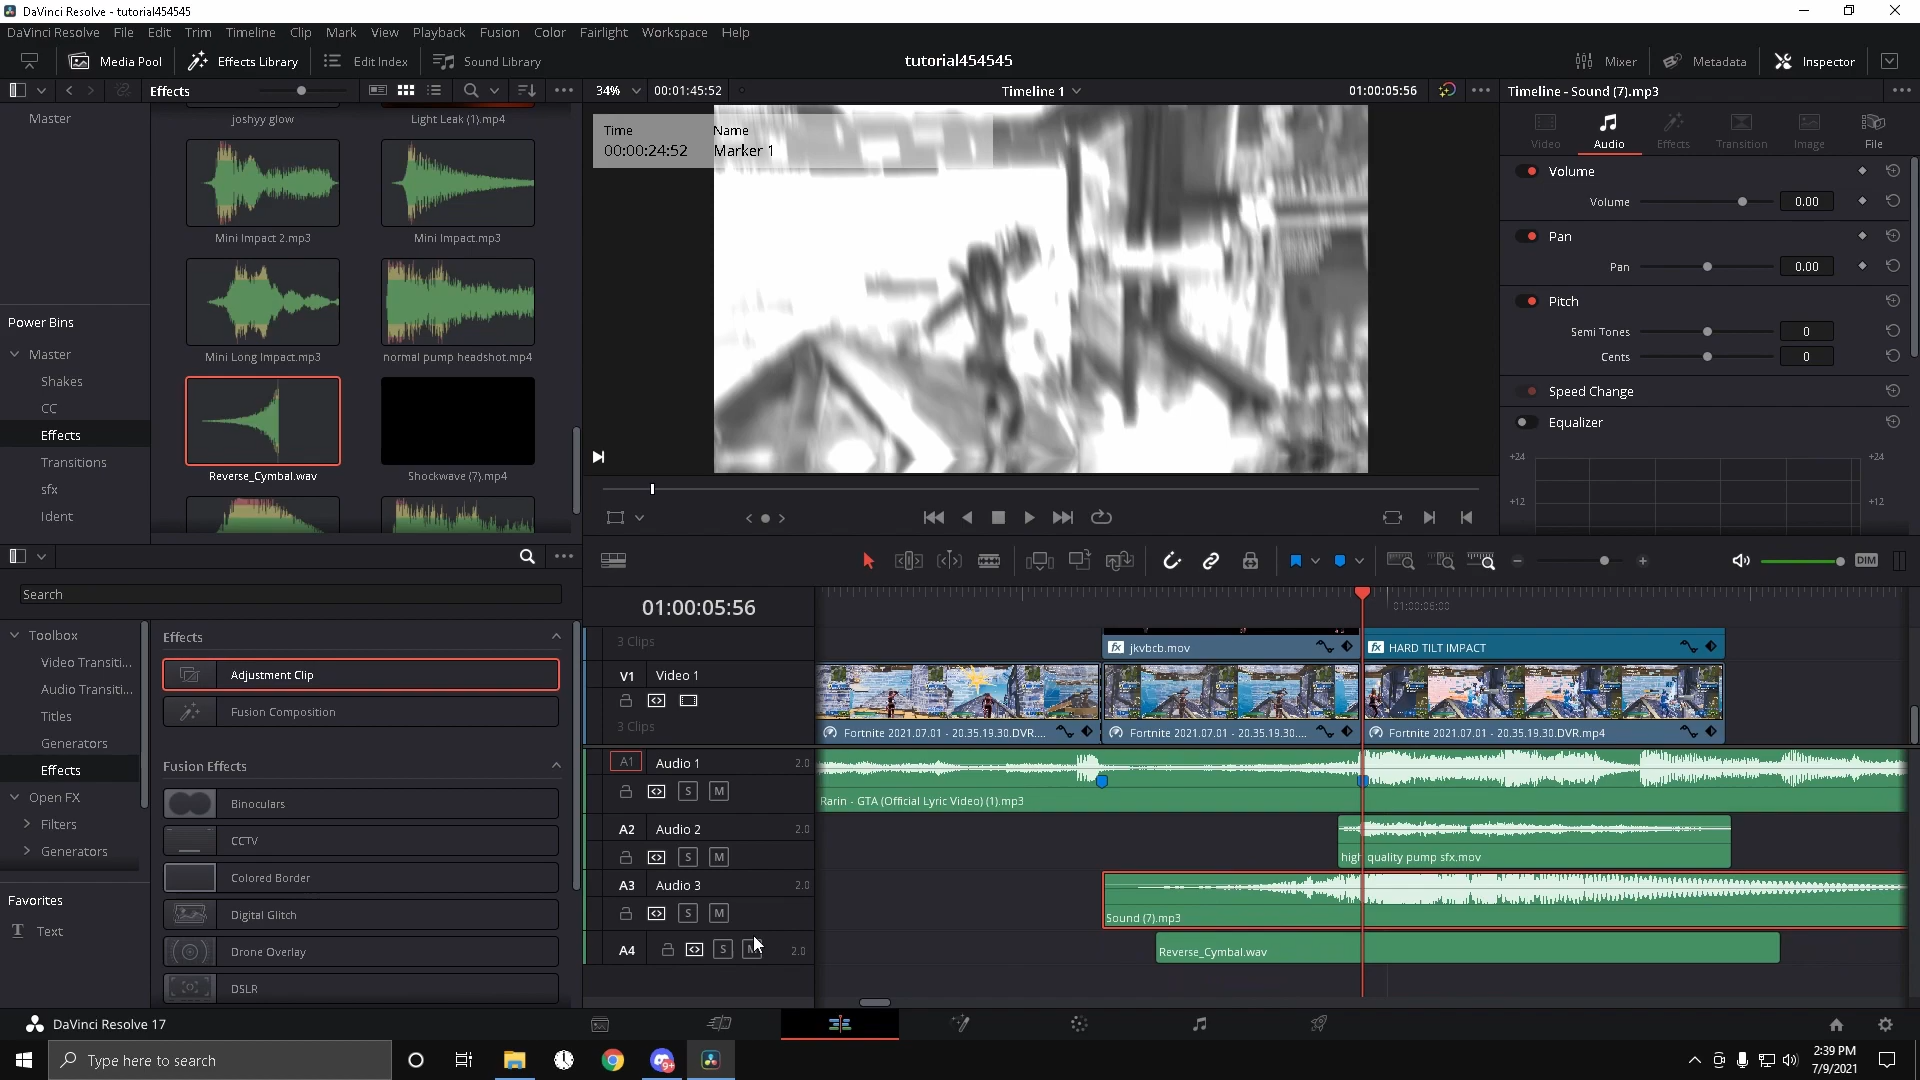 DaVinci Resolve - tutorial454545
DaVinci Resolve File Edit Trim Timeline Clip Mark View Playback Fusion Color Fairlight Workspace Help
Media Pool Effects Library Edit Index Sound Library tutorial454545 Mixer Metadata Inspector
Effects 34% 00:01:45:52 Timeline 1 01:00:05:56 Timeline - Sound (7).mp3
Master
joshyy glow Light Leak (1).mp4
Time Name
00:00:24:52 Marker 1
Video Audio Effects Transition Image File
Volume
Volume 0.00
Pan
Pan 0.00
Pitch
Semi Tones 0
Cents 0
Speed Change
Equalizer
+24 +24
+12 +12
Mini Impact 2.mp3 Mini Impact.mp3
Mini Long Impact.mp3 normal pump headshot.mp4
Reverse_Cymbal.wav Shockwave (7).mp4
Power Bins
Master
Shakes
CC
Effects
Transitions
sfx
Ident
DIM
Search
Toolbox
Video Transiti...
Audio Transiti...
Titles
Generators
Effects
Open FX
Filters
Generators
Favorites
Text
Effects
Adjustment Clip
Fusion Composition
Fusion Effects
Binoculars
CCTV
Colored Border
Digital Glitch
Drone Overlay
DSLR
01:00:05:56
01:00:06:00
3 Clips
jkvbcb.mov HARD TILT IMPACT
V1 Video 1
3 Clips
Fortnite 2021.07.01 - 20.35.19.30.DVR.... Fortnite 2021.07.01 - 20.35.19.30.... Fortnite 2021.07.01 - 20.35.19.30.DVR.mp4
A1 Audio 1 2.0
S M
Rarin - GTA (Official Lyric Video) (1).mp3
A2 Audio 2 2.0
S M
high quality pump sfx.mov
A3 Audio 3 2.0
S M
Sound (7).mp3
A4 S M 2.0
Reverse_Cymbal.wav
DaVinci Resolve 17
Type here to search
9+
2:39 PM
7/9/2021